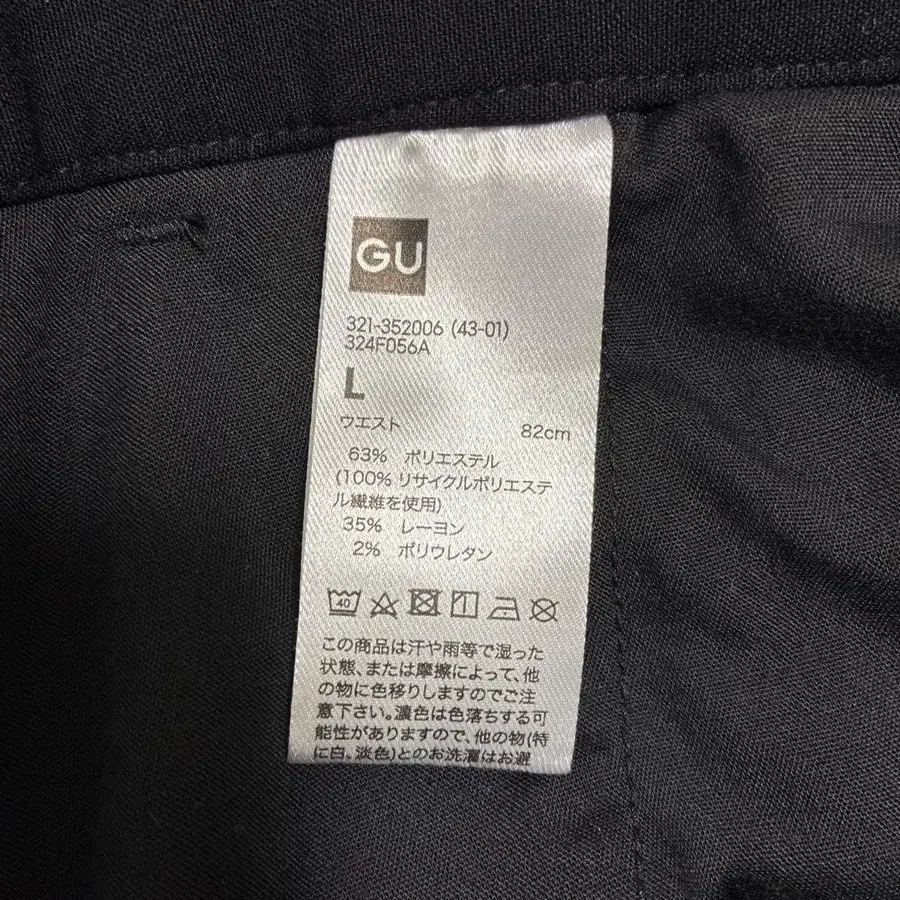 GU
321-352006 (43-01)
324F056A
L
ウエスト 82cm
63% ポリエステル
(100% リサイクルポリエステ
ル繊維を使用)
35% レーヨン
2% ポリウレタン
40
この商品は汗や雨等で湿った
状態、または摩擦によって、他
の物に色移りしますのでご注
意下さい。濃色は色落ちする可
能性がありますので、他の物(特
に白、淡色)とのお洗濯はお避